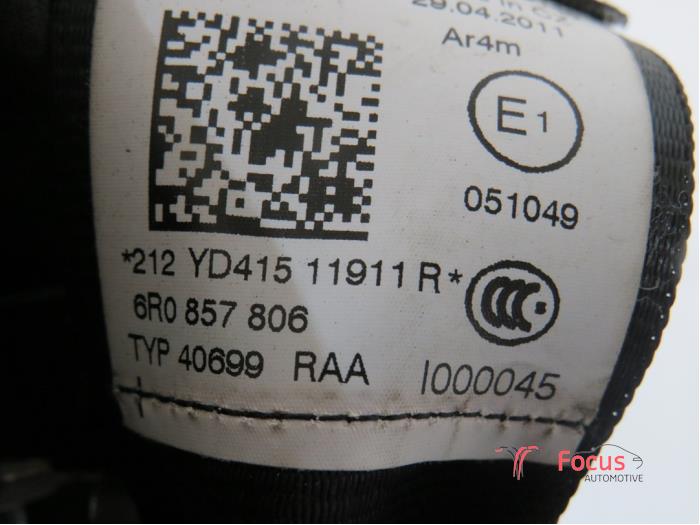 29.04.2011
Ar4m
E1
051049
*212 YD415 11911 R*
6R0 857 806
TYP 40699 RAA I000045
Focus
AUTOMOTIVE